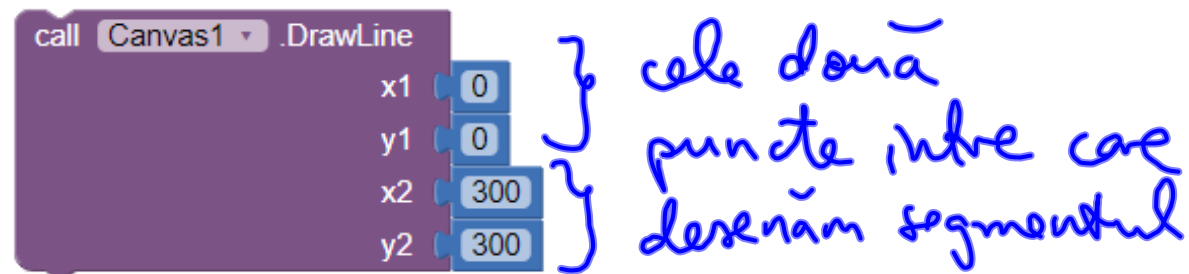 call Canvas1 .DrawLine
x1 0
y1 0
x2 300
y2 300
cele două
puncte între care
desenăm segmentul